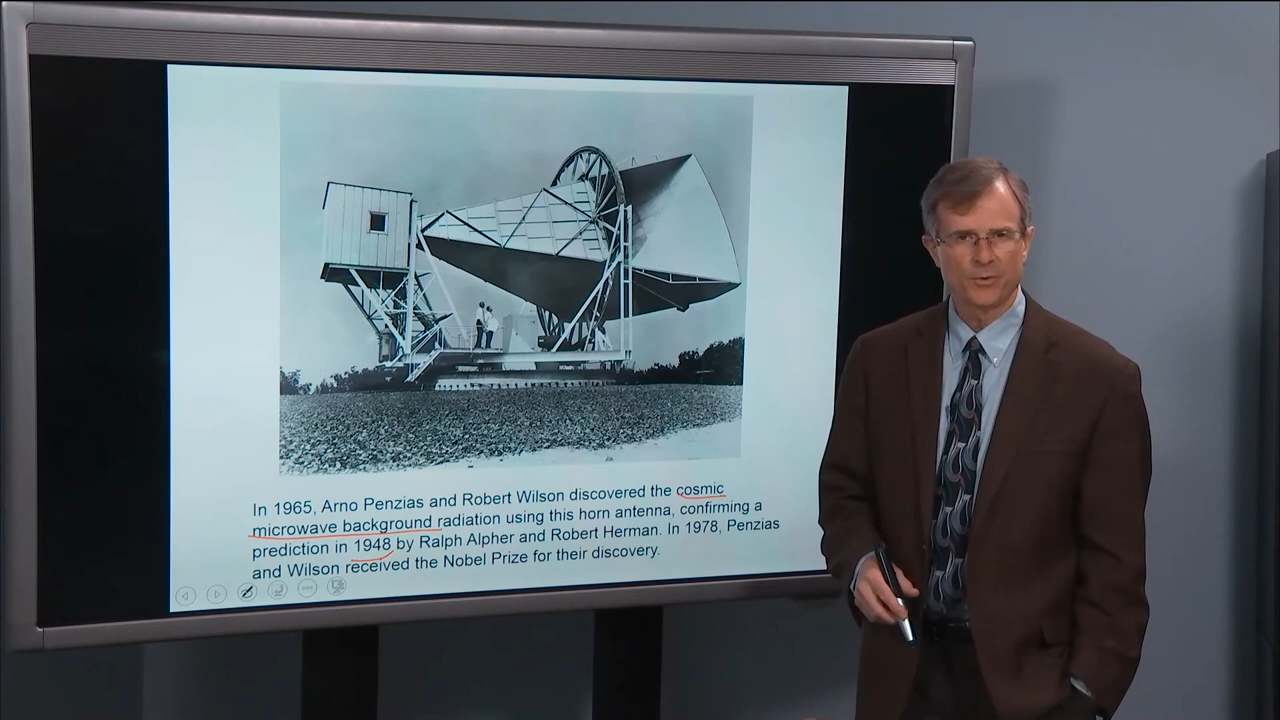 In 1965, Arno Penzias and Robert Wilson discovered the cosmic
microwave background radiation using this horn antenna, confirming a
prediction in 1948 by Ralph Alpher and Robert Herman. In 1978, Penzias
and Wilson received the Nobel Prize for their discovery.